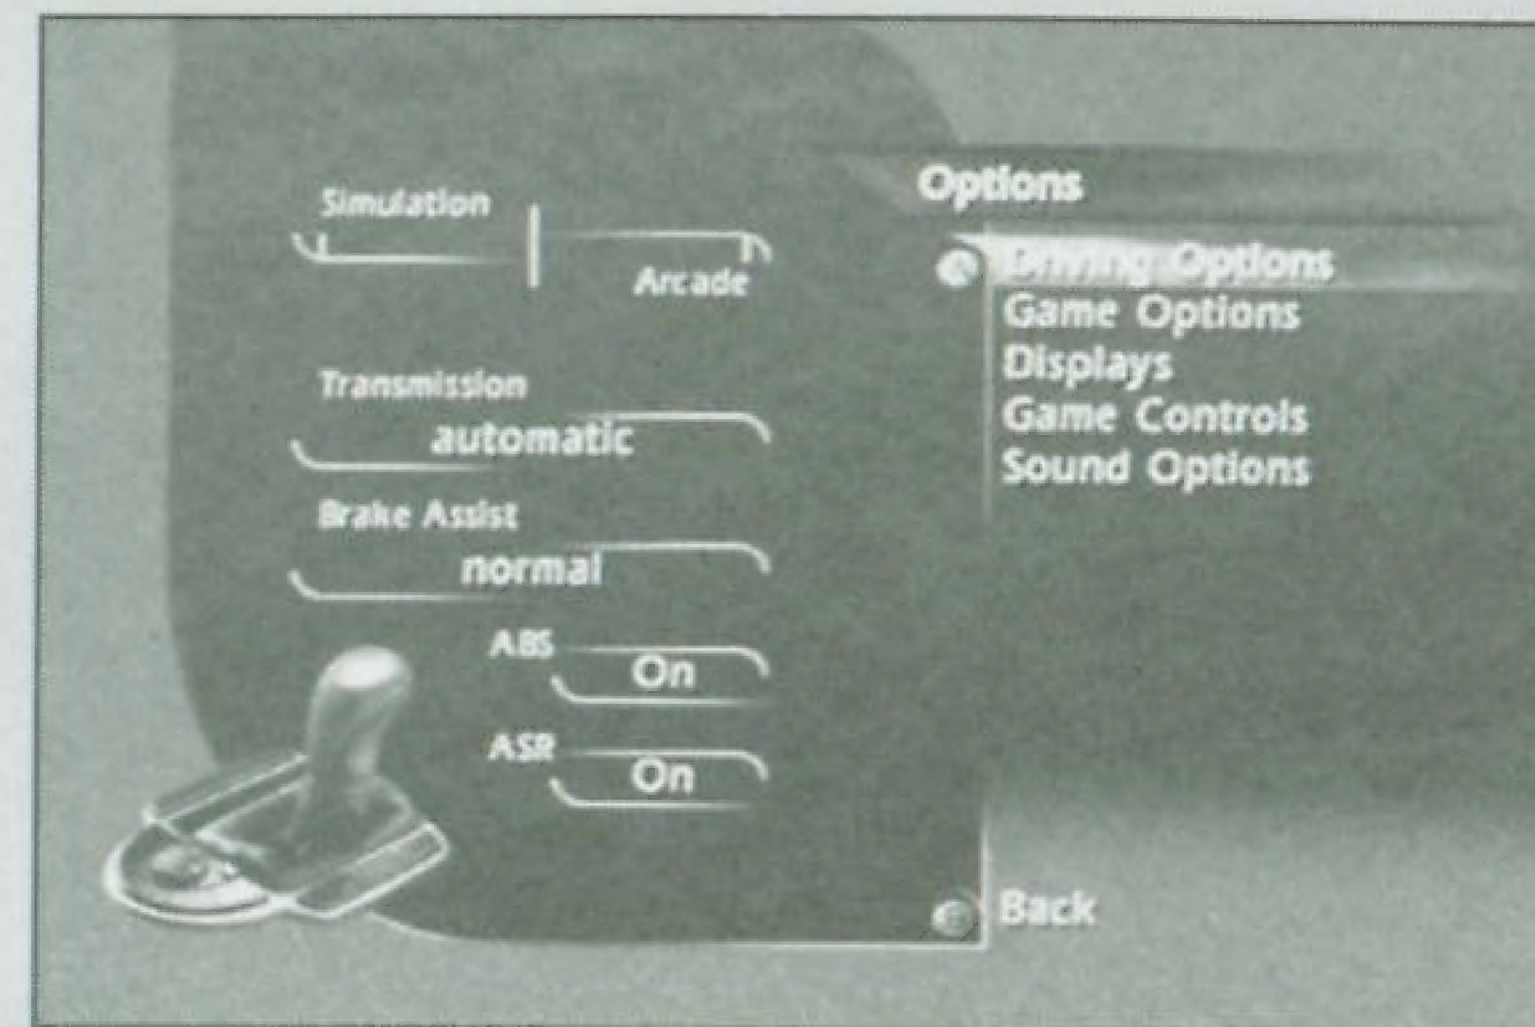 Simulation
Arcade
Transmission
automatic
Brake Assist
normal
ABS
On
ASR
On
Options
Driving Options
Game Options
Displays
Game Controls
Sound Options
Back